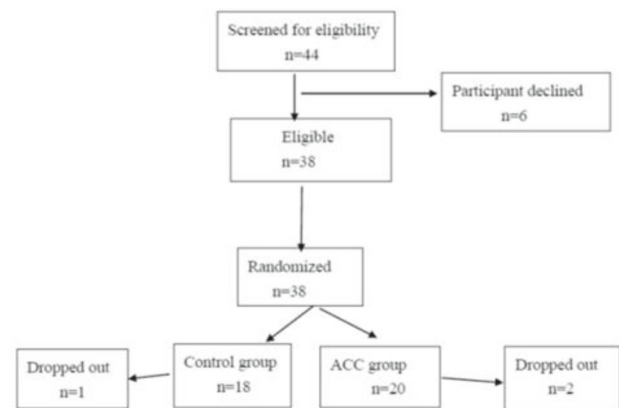 Screened for eligibility
n=44
Participant declined
n=6
Eligible
n=38
Randomized
n=38
Dropped out
n=1
Control group
n=18
ACC group
n=20
Dropped out
n=2